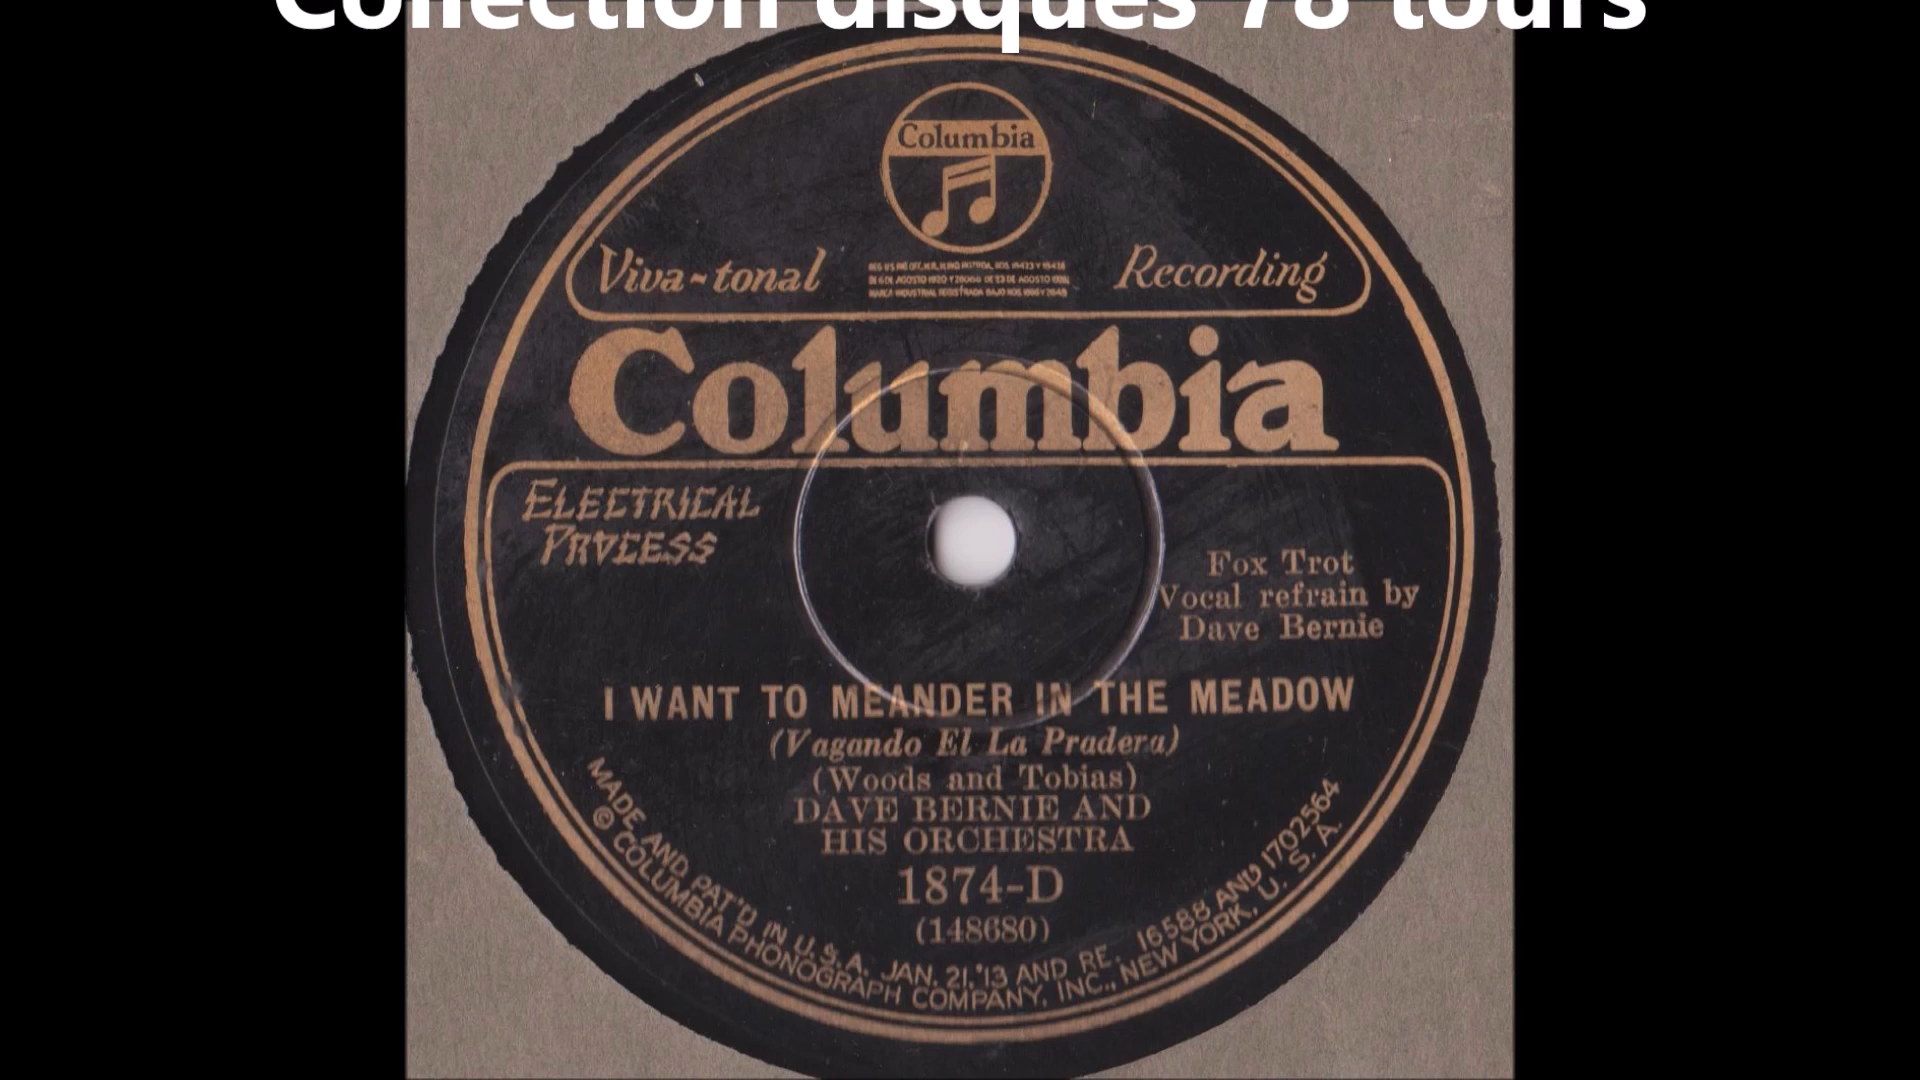 Collection disques 78 tours
Columbia
Viva-tonal Recording
Columbia
ELECTRICAL
PROCESS
Fox Trot
Vocal refrain by
Dave Bernie
I WANT TO MEANDER IN THE MEADOW
(Vagando El La Pradera)
(Woods and Tobias)
DAVE BERNIE AND
HIS ORCHESTRA
1874-D
(148680)
MADE AND PAT'D IN U.S.A. JAN. 21.'13 AND RE. 16588 AND 1702564
© COLUMBIA PHONOGRAPH COMPANY, INC., NEW YORK, U.S.A.